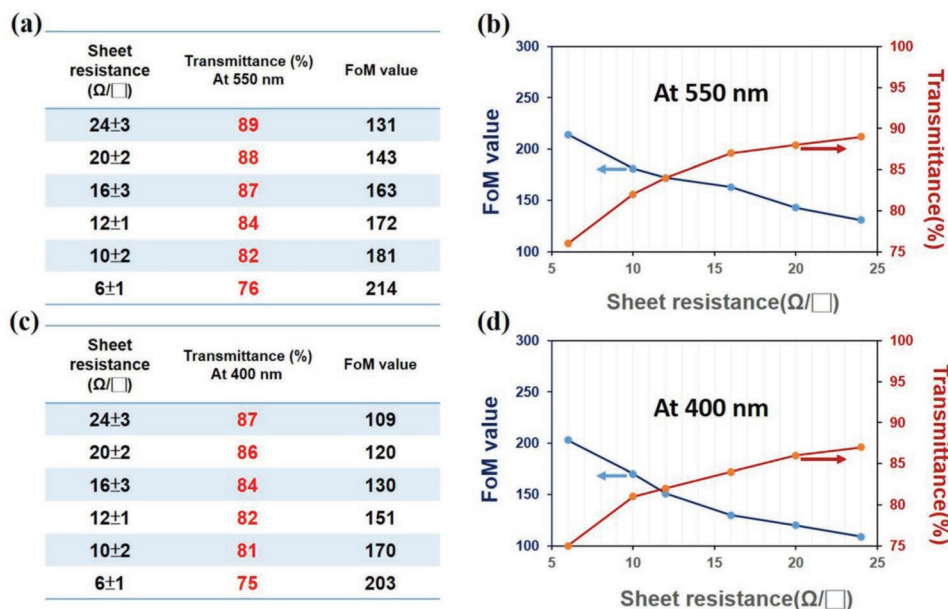 (a)
Sheet
resistance
(Ω/□)
Transmittance (%)
At 550 nm
FoM value
24±3 89 131
20±2 88 143
16±3 87 163
12±1 84 172
10±2 82 181
6±1 76 214
(b)
300
250
200
150
100
FoM value
At 550 nm
100
95
90
85
80
75
Transmittance(%)
5 10 15 20 25
Sheet resistance(Ω/□)
(c)
Sheet
resistance
(Ω/□)
Transmittance (%)
At 400 nm
FoM value
24±3 87 109
20±2 86 120
16±3 84 130
12±1 82 151
10±2 81 170
6±1 75 203
(d)
300
250
200
150
100
FoM value
At 400 nm
100
95
90
85
80
75
Transmittance(%)
5 10 15 20 25
Sheet resistance(Ω/□)